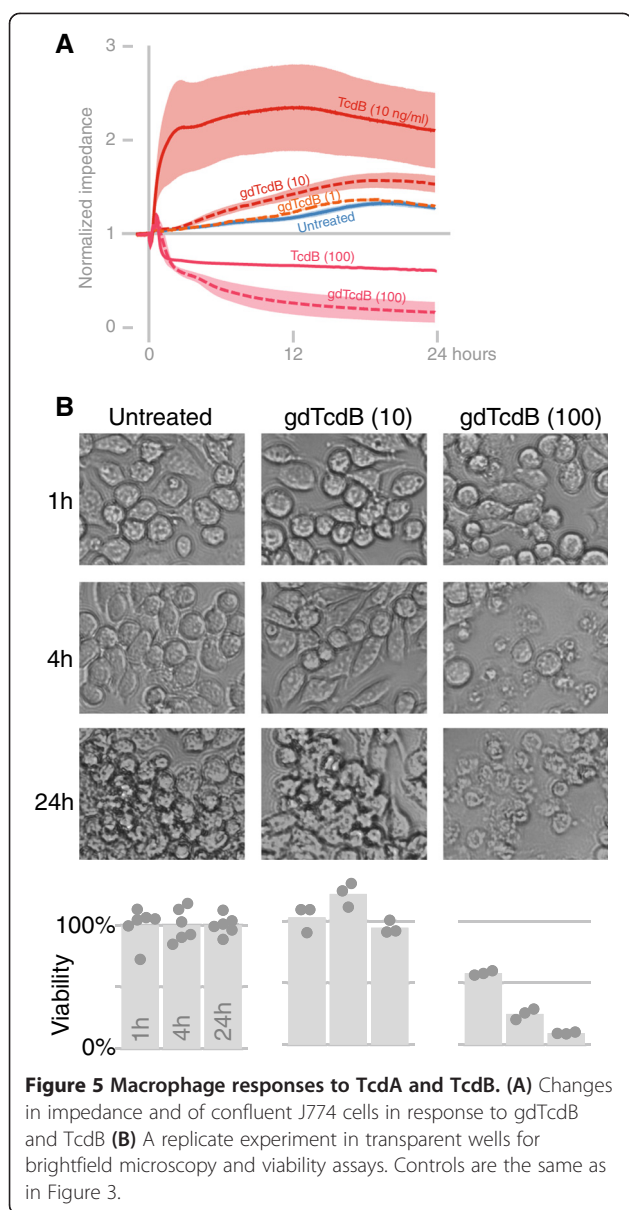 A
3
2
1
0
Normalized impedance
TcdB (10 ng/ml)
gdTcdB (10)
gdTcdB (1)
Untreated
TcdB (100)
gdTcdB (100)
0
12
24 hours
B
Untreated
gdTcdB (10)
gdTcdB (100)
1h
4h
24h
100%
0%
Viability
1h
4h
24h
Figure 5 Macrophage responses to TcdA and TcdB. (A) Changes
in impedance and of confluent J774 cells in response to gdTcdB
and TcdB (B) A replicate experiment in transparent wells for
brightfield microscopy and viability assays. Controls are the same as
in Figure 3.